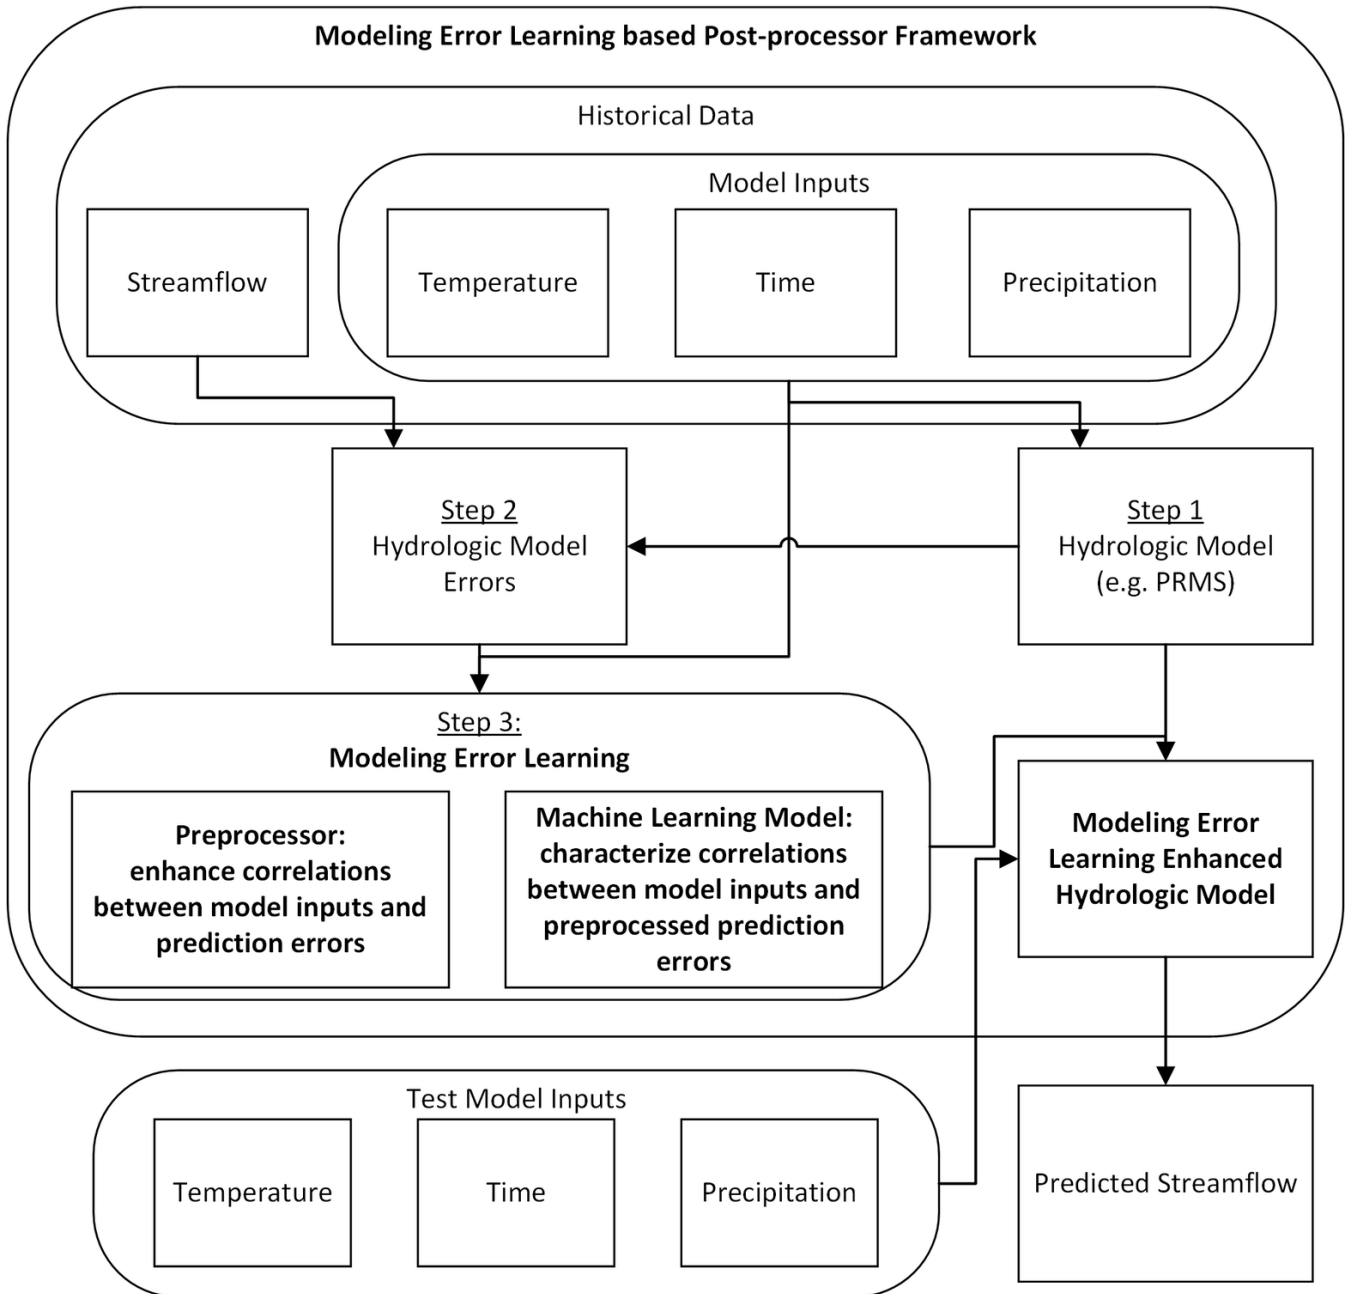 Modeling Error Learning based Post-processor Framework
Historical Data
Model Inputs
Streamflow
Temperature
Time
Precipitation
Step 2
Hydrologic Model
Errors
Step 1
Hydrologic Model
(e.g. PRMS)
Step 3:
Modeling Error Learning
Preprocessor:
enhance correlations
between model inputs and
prediction errors
Machine Learning Model:
characterize correlations
between model inputs and
preprocessed prediction
errors
Modeling Error
Learning Enhanced
Hydrologic Model
Test Model Inputs
Temperature
Time
Precipitation
Predicted Streamflow